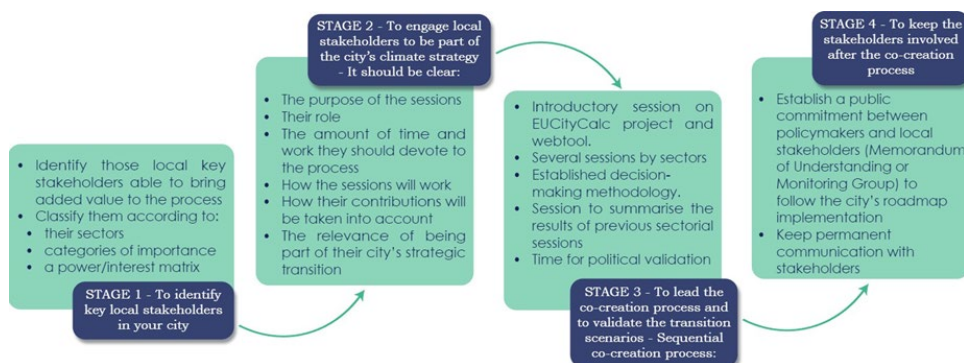 • Identify those local key
stakeholders able to bring
added value to the process
• Classify them according to:
• their sectors
• categories of importance
• a power/interest matrix
STAGE 1 - To identify
key local stakeholders
in your city
STAGE 2 - To engage local
stakeholders to be part of
the city's climate strategy
- It should be clear:
• The purpose of the sessions
• Their role
• The amount of time and
work they should devote to
the process
• How the sessions will work
• How their contributions will
be taken into account
• The relevance of being
part of their city's strategic
transition
• Introductory session on
EUCityCalc project and
webtool.
• Several sessions by sectors
• Established decision-
making methodology.
• Session to summarise the
results of previous sectorial
sessions
• Time for political validation
STAGE 3 - To lead the
co-creation process and
to validate the transition
scenarios - Sequential
co-creation process:
STAGE 4 - To keep the
stakeholders involved
after the co-creation
process
• Establish a public
commitment between
policymakers and local
stakeholders (Memorandum
of Understanding or
Monitoring Group) to
follow the city's roadmap
implementation
• Keep permanent
communication with
stakeholders